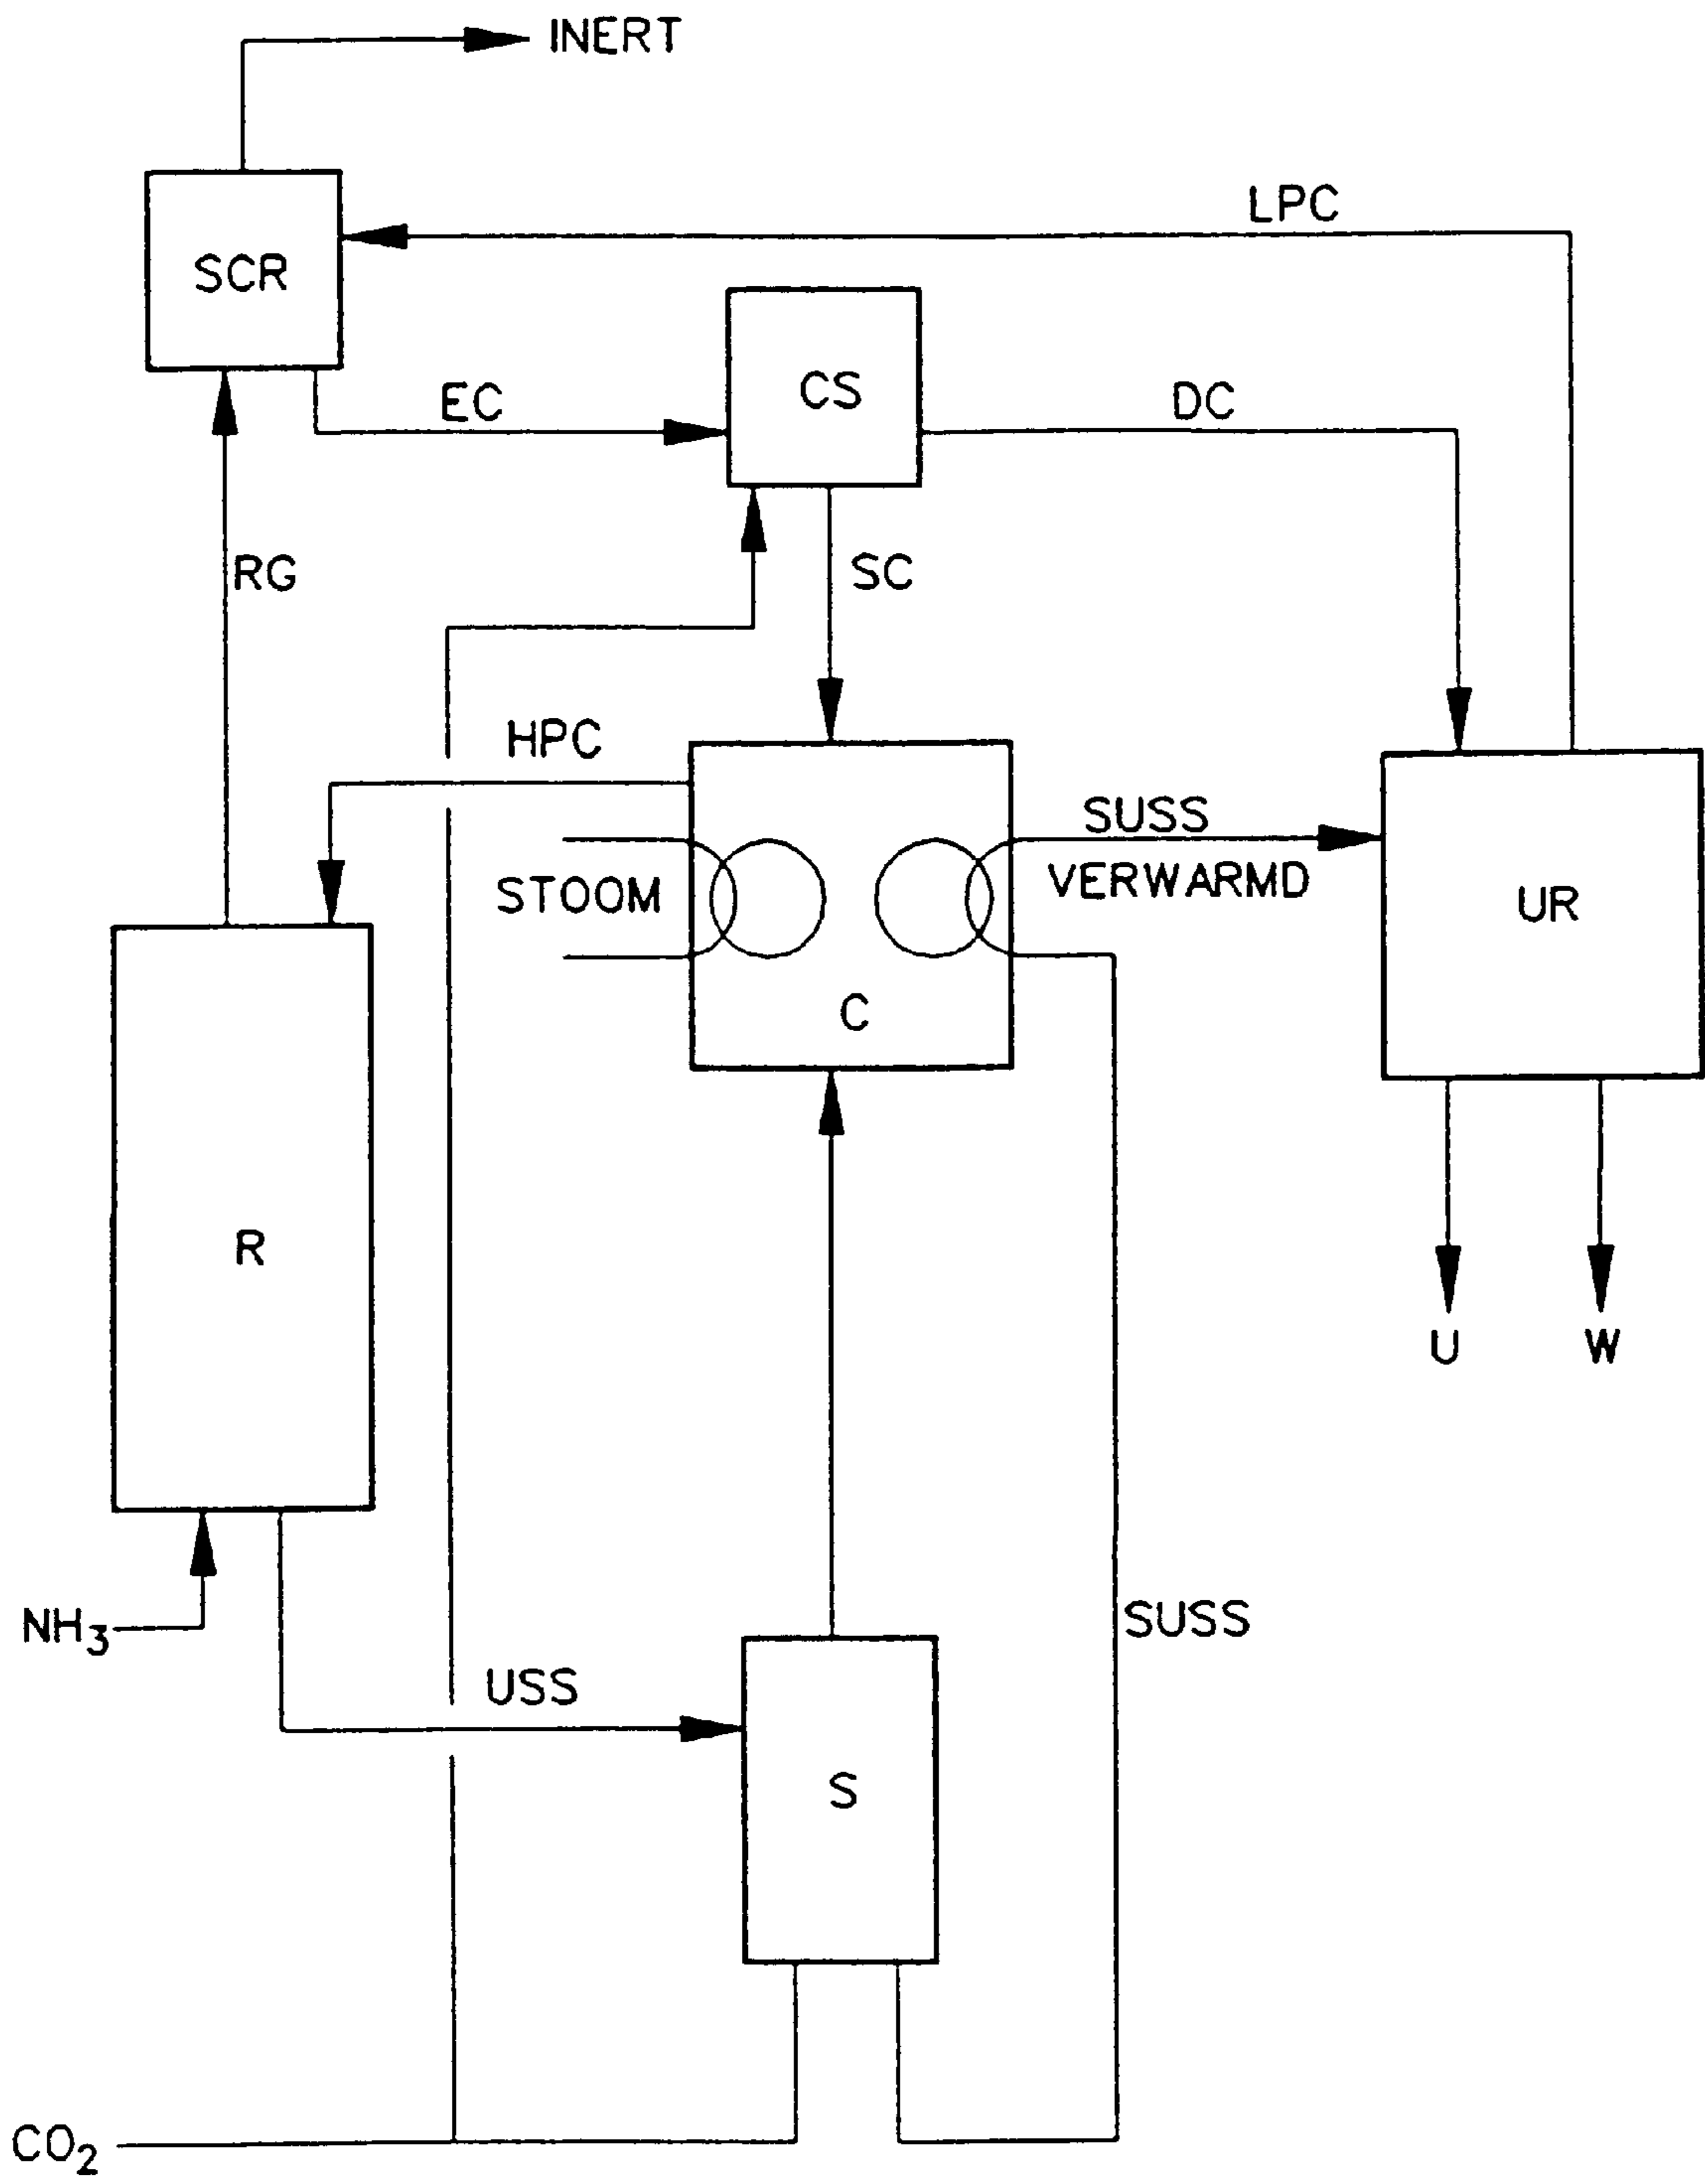 INERT
LPC
SCR
CS
EC
DC
RG
SC
HPC
SUSS
STOOM
VERWARMD
UR
C
R
U
W
NH3
SUSS
USS
S
CO2